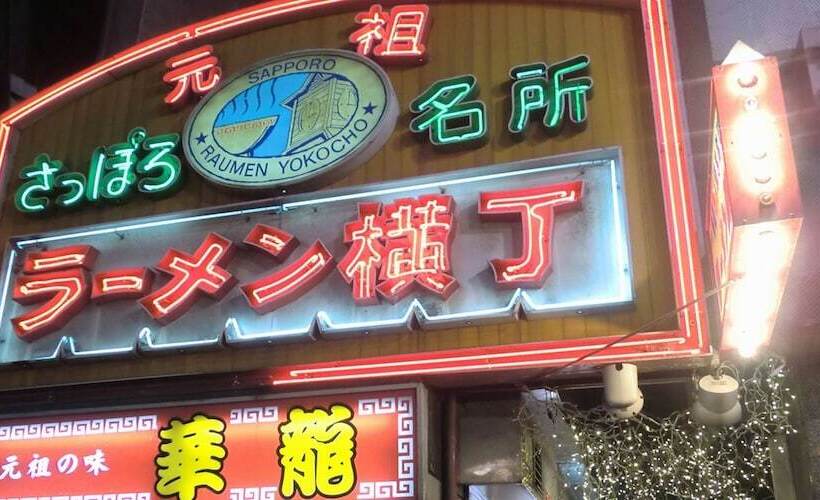 元祖
SAPPORO
RAUMEN YOKOCHO
さっぽろ 名所
ラーメン横丁
元祖の味 華龍